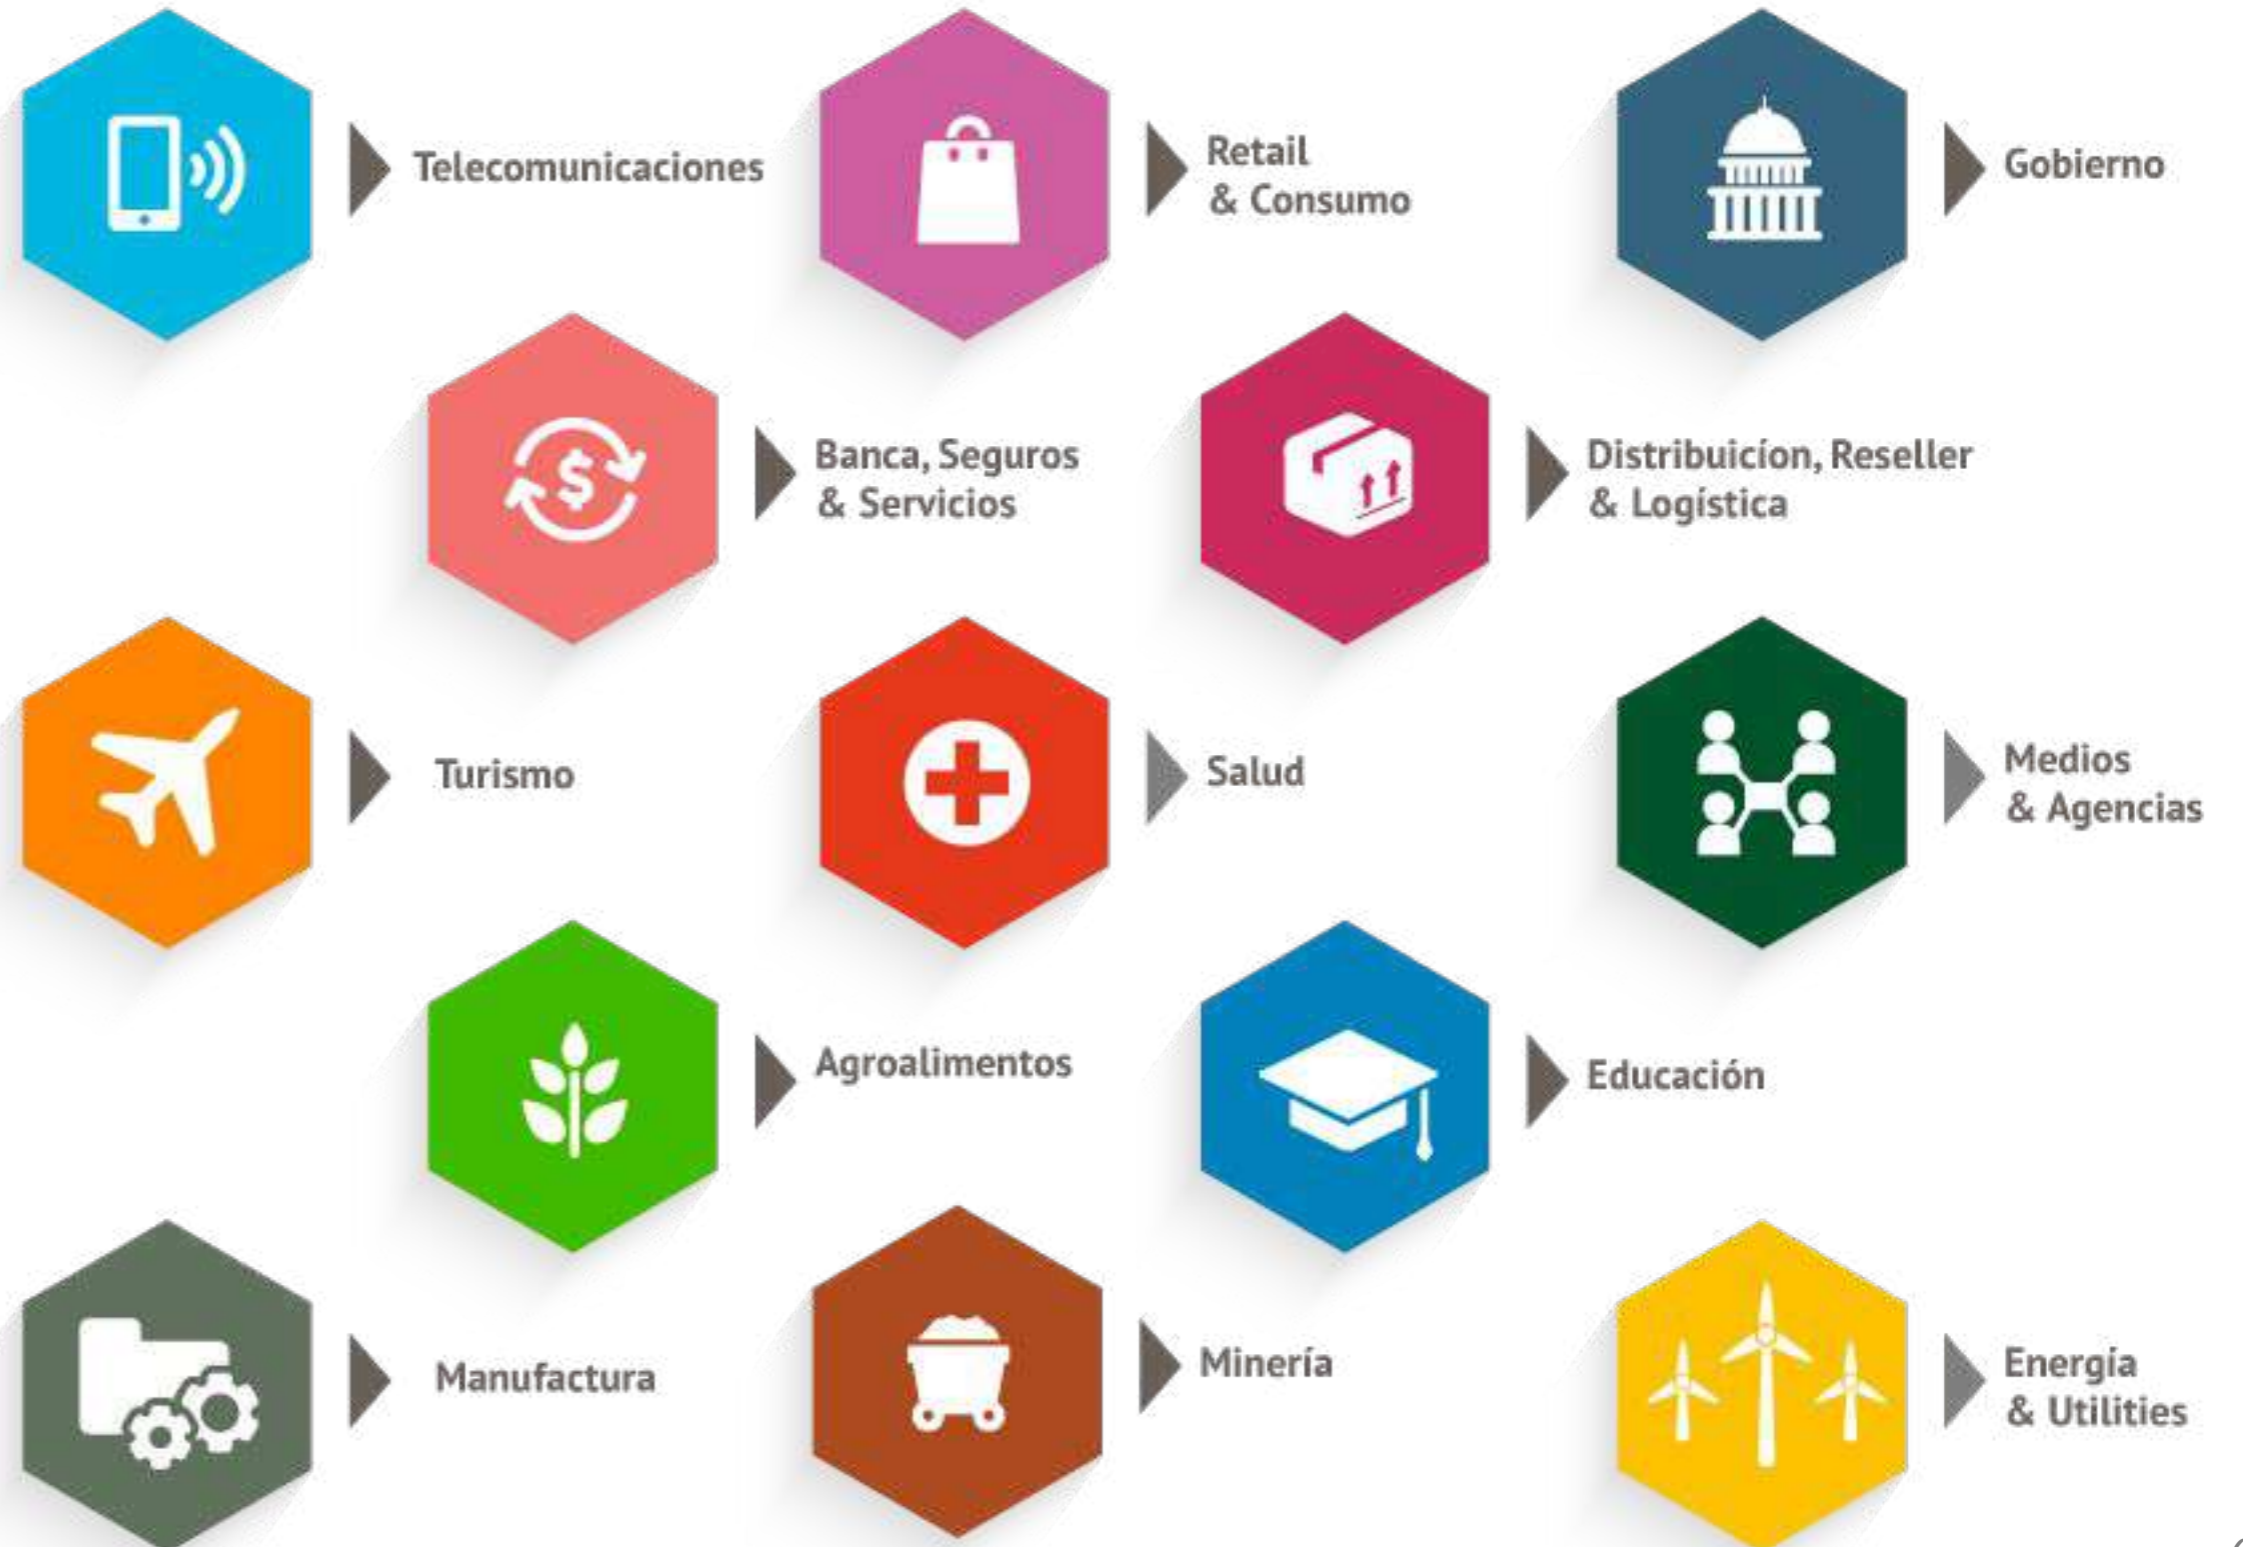 Telecomunicaciones
Retail
& Consumo
Gobierno
Banca, Seguros
& Servicios
Distribuicíon, Reseller
& Logística
Turismo
Salud
Medios
& Agencias
Agroalimentos
Educación
Manufactura
Minería
Energía
& Utilities